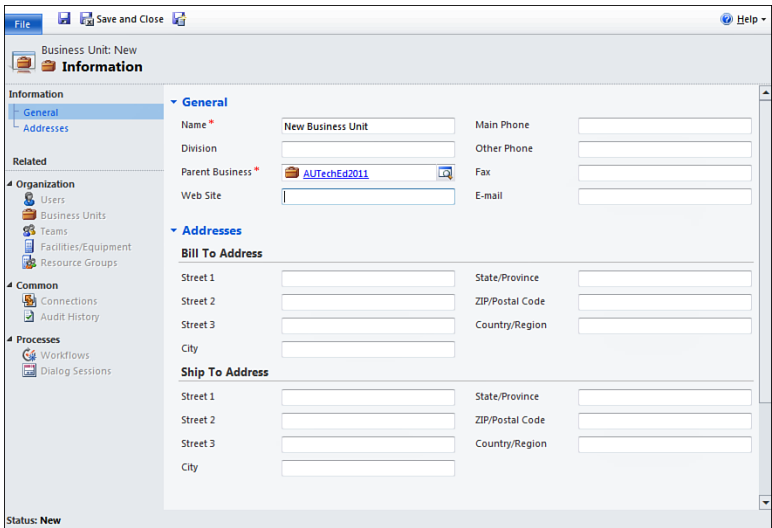 File Save and Close Help
Business Unit: New
Information
Information
General
Addresses
Related
Organization
Users
Business Units
Teams
Facilities/Equipment
Resource Groups
Common
Connections
Audit History
Processes
Workflows
Dialog Sessions
General
Name * New Business Unit Main Phone
Division Other Phone
Parent Business * AUTechEd2011 Fax
Web Site E-mail
Addresses
Bill To Address
Street 1 State/Province
Street 2 ZIP/Postal Code
Street 3 Country/Region
City
Ship To Address
Street 1 State/Province
Street 2 ZIP/Postal Code
Street 3 Country/Region
City
Status: New